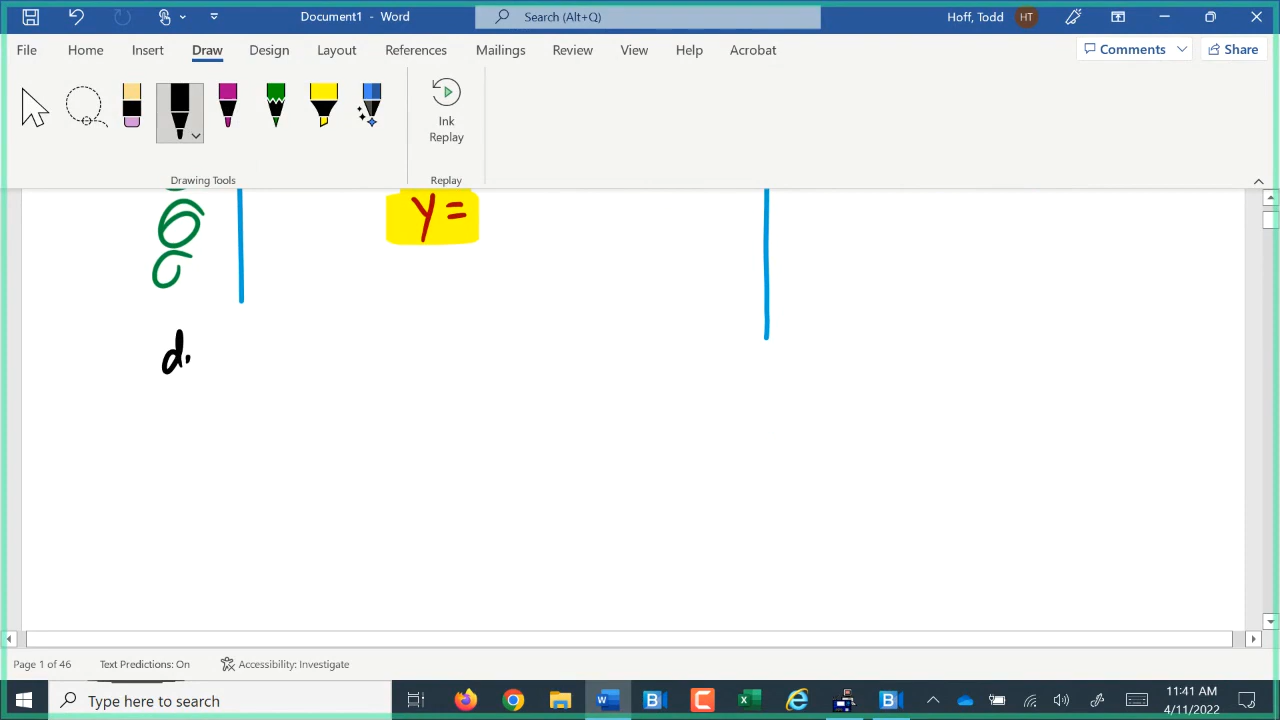 Document1 - Word
Search (Alt+Q)
Hoff, Todd
HT
File Home Insert Draw Design Layout References Mailings Review View Help Acrobat
Comments Share
Ink
Replay
Drawing Tools
Replay
y =
6
d.
Page 1 of 46 Text Predictions: On Accessibility: Investigate
Type here to search
11:41 AM
4/11/2022